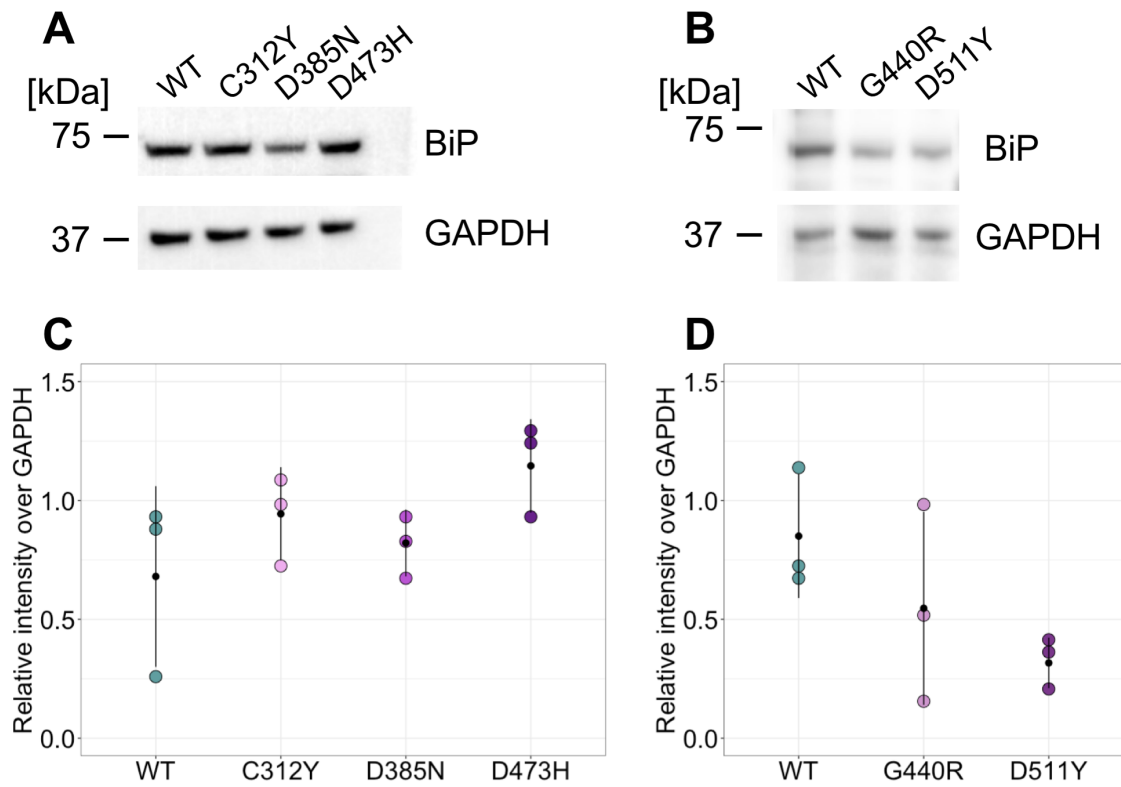 A
WT C312Y D385N D473H
[kDa]
75
BiP
37
GAPDH
B
WT G440R D511Y
[kDa]
75
BiP
37
GAPDH
C
Relative intensity over GAPDH
1.5
1.0
0.5
0.0
WT C312Y D385N D473H
D
Relative intensity over GAPDH
1.5
1.0
0.5
0.0
WT G440R D511Y